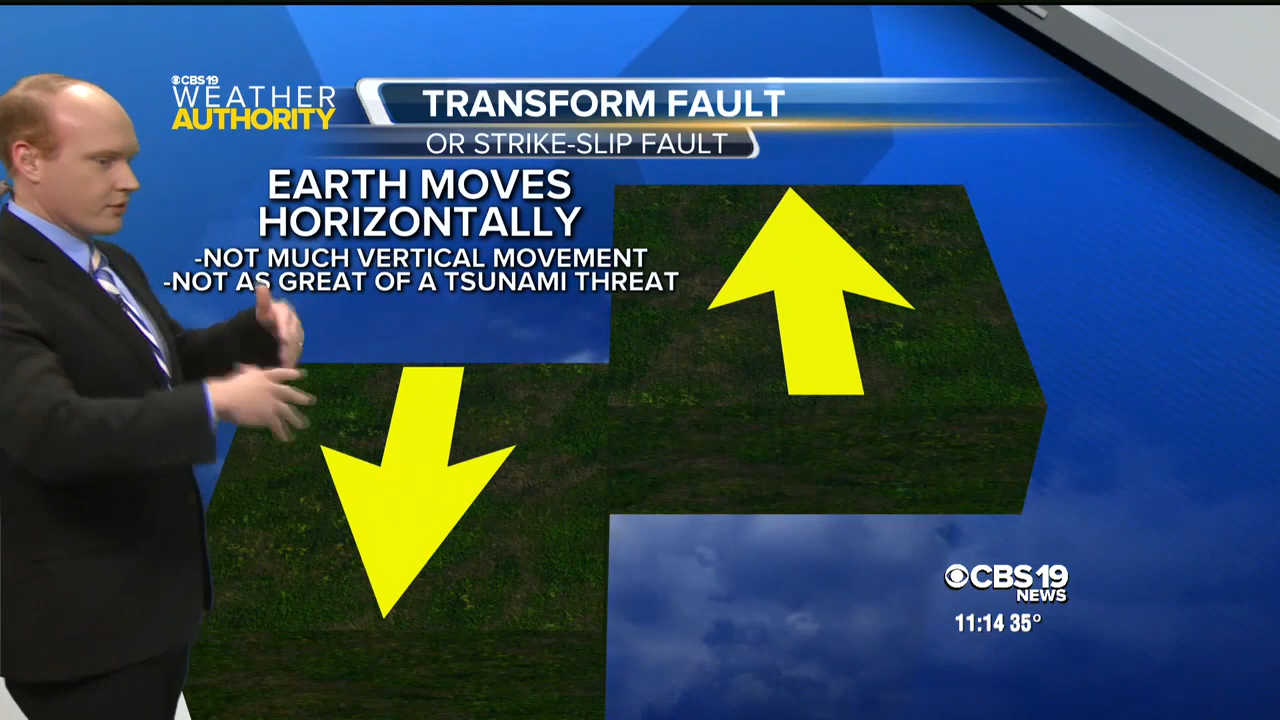 CBS19
WEATHER
AUTHORITY
TRANSFORM FAULT
OR STRIKE-SLIP FAULT
EARTH MOVES
HORIZONTALLY
-NOT MUCH VERTICAL MOVEMENT
-NOT AS GREAT OF A TSUNAMI THREAT
CBS19
NEWS
11:14 35°